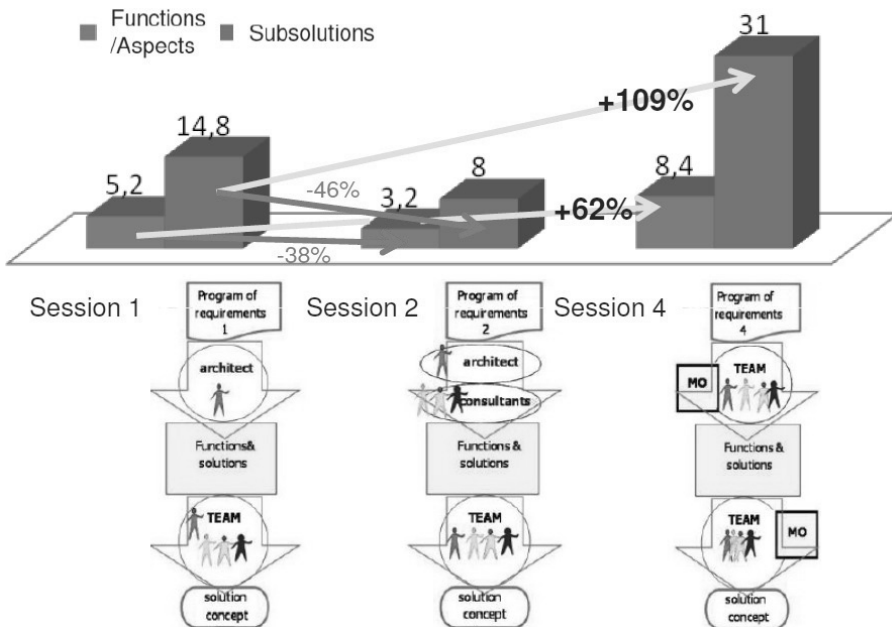 Functions
/Aspects
Subsolutions
31
+109%
14,8
5,2
-46%
3,2
8
8,4
+62%
-38%
Session 1
Program of
requirements
1
architect
Functions&
solutions
TEAM
solution
concept
Session 2
Program of
requirements
2
architect
consultants
Functions &
solutions
TEAM
solution
concept
Session 4
Program of
requirements
4
MO
TEAM
Functions &
solutions
TEAM
MO
solution
concept